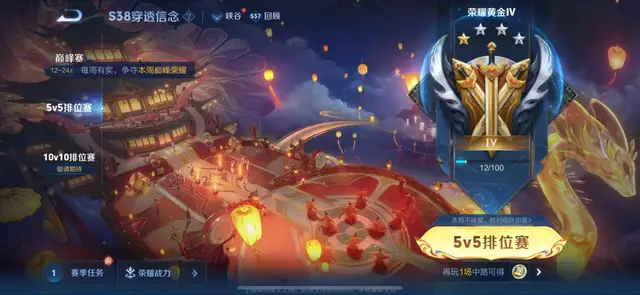 S38穿透信念
峡谷
S37 回顾
巅峰赛
12-24点 每周有奖，争夺本周巅峰荣耀
5v5排位赛
10v10排位赛
敬请期待
荣耀黄金IV
IV
12/100
5v5排位赛
再玩1场中路可得
1 赛季任务
荣耀战力